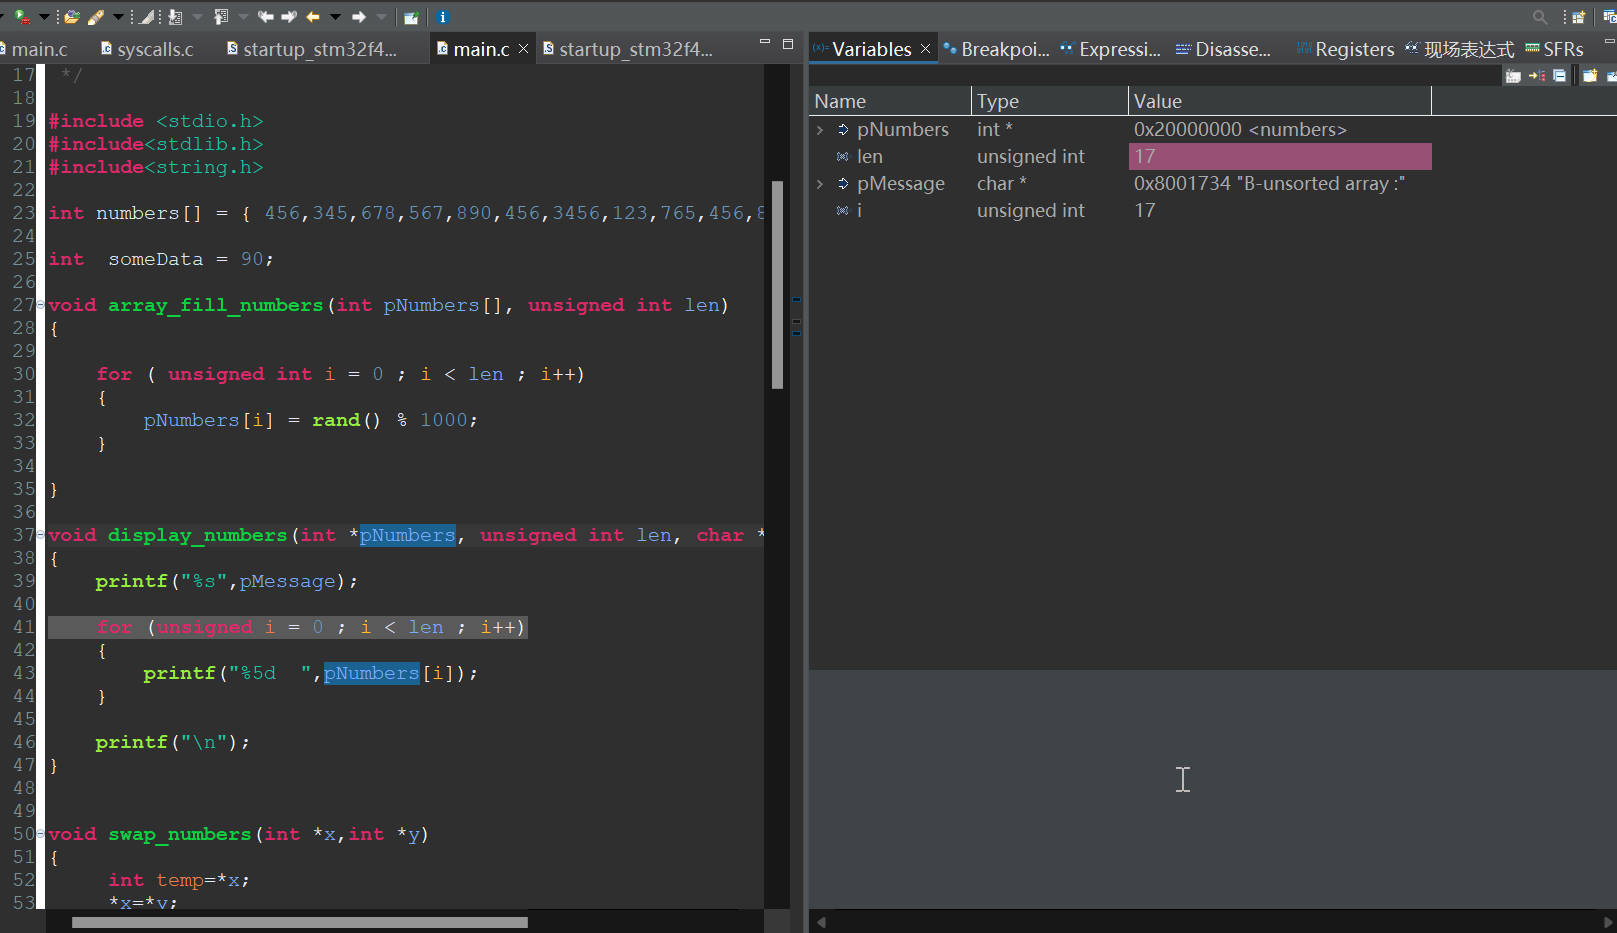 main.c syscalls.c startup_stm32f4... main.c startup_stm32f4...
17 */
18
19 #include <stdio.h>
20 #include<stdlib.h>
21 #include<string.h>
22
23 int numbers[] = { 456,345,678,567,890,456,3456,123,765,456,8
24
25 int  someData = 90;
26
27 void array_fill_numbers(int pNumbers[], unsigned int len)
28 {
29
30     for ( unsigned int i = 0 ; i < len ; i++)
31     {
32         pNumbers[i] = rand() % 1000;
33     }
34
35 }
36
37 void display_numbers(int *pNumbers, unsigned int len, char *
38 {
39     printf("%s",pMessage);
40
41     for (unsigned i = 0 ; i < len ; i++)
42     {
43         printf("%5d  ",pNumbers[i]);
44     }
45
46     printf("\n");
47 }
48
49
50 void swap_numbers(int *x,int *y)
51 {
52      int temp=*x;
53      *x=*y;
Variables Breakpoi... Expressi... Disasse... Registers 现场表达式 SFRs
Name Type Value
pNumbers int * 0x20000000 <numbers>
len unsigned int 17
pMessage char * 0x8001734 "B-unsorted array :"
i unsigned int 17